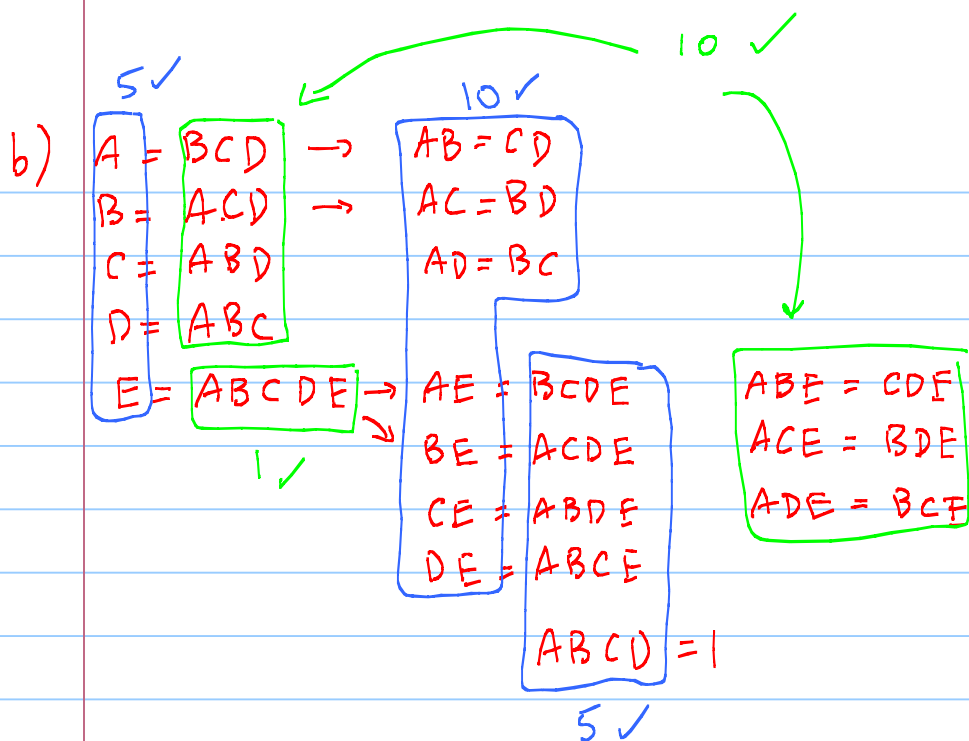 10 ✓
5 ✓
10 ✓
b) A = BCD → AB = CD
B = ACD → AC = BD
C = ABD AD = BC
D = ABC
E = ABCDE → AE = BCDE ABE = CDE
1 ✓ BE = ACDE ACE = BDE
CE = ABDE ADE = BCE
DE = ABCE
ABCD = 1
5 ✓